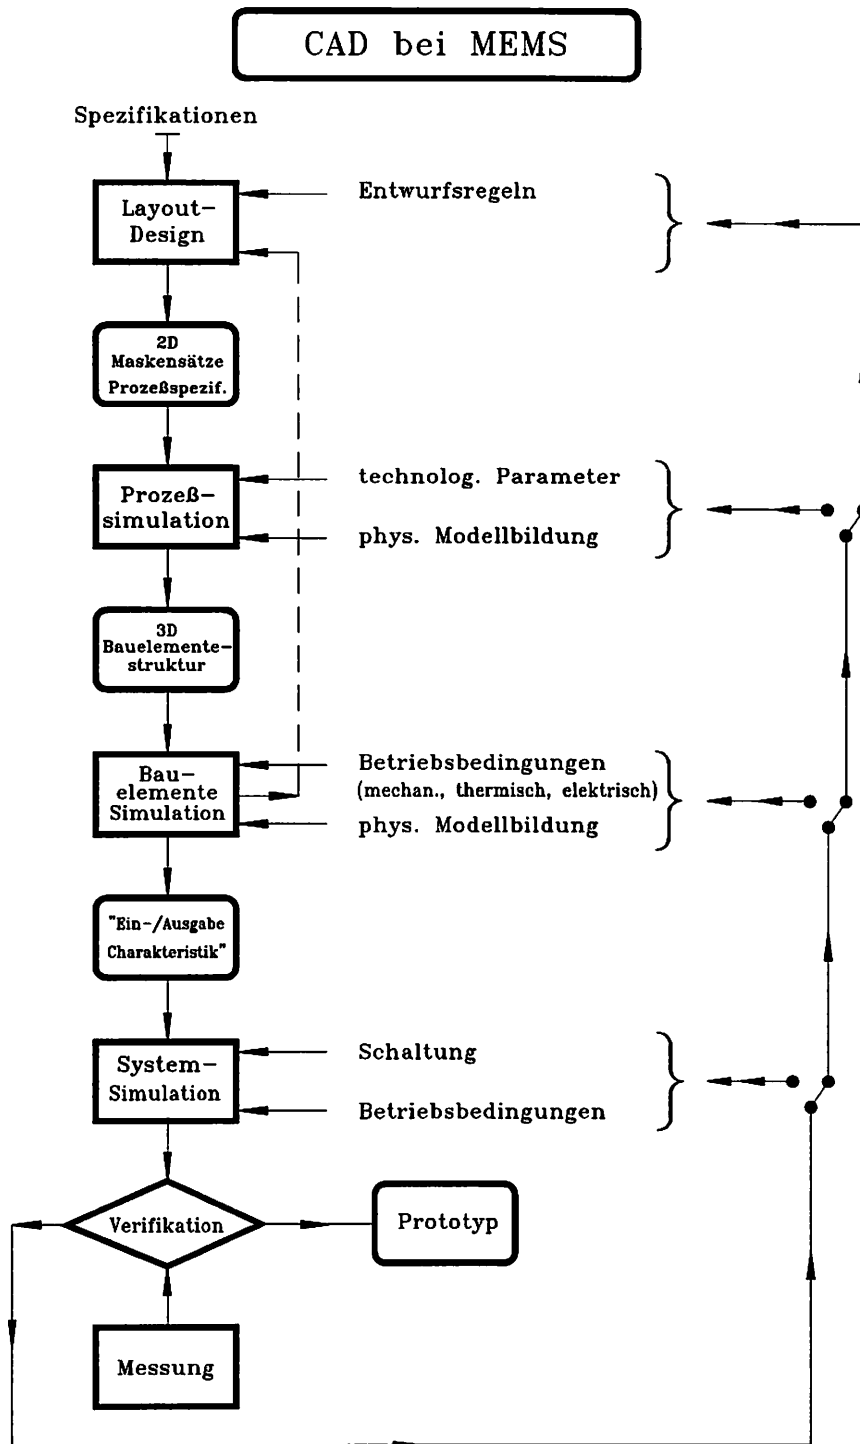 CAD bei MEMS
Spezifikationen
Layout-
Design
Entwurfsregeln
2D
Maskensätze
Prozeßspezif.
Prozeß-
simulation
technolog. Parameter
phys. Modellbildung
3D
Bauelemente-
struktur
Bau-
elemente
Simulation
Betriebsbedingungen
(mechan., thermisch, elektrisch)
phys. Modellbildung
"Ein-/Ausgabe
Charakteristik"
System-
Simulation
Schaltung
Betriebsbedingungen
Verifikation
Prototyp
Messung